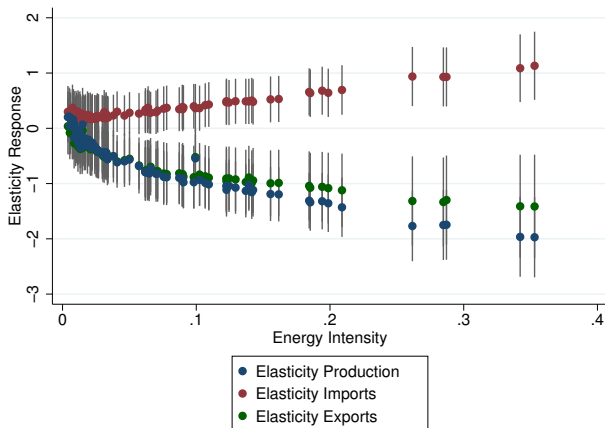 2
1
0
-1
-2
-3
Elasticity Response
0
.1
.2
.3
.4
Energy Intensity
Elasticity Production
Elasticity Imports
Elasticity Exports